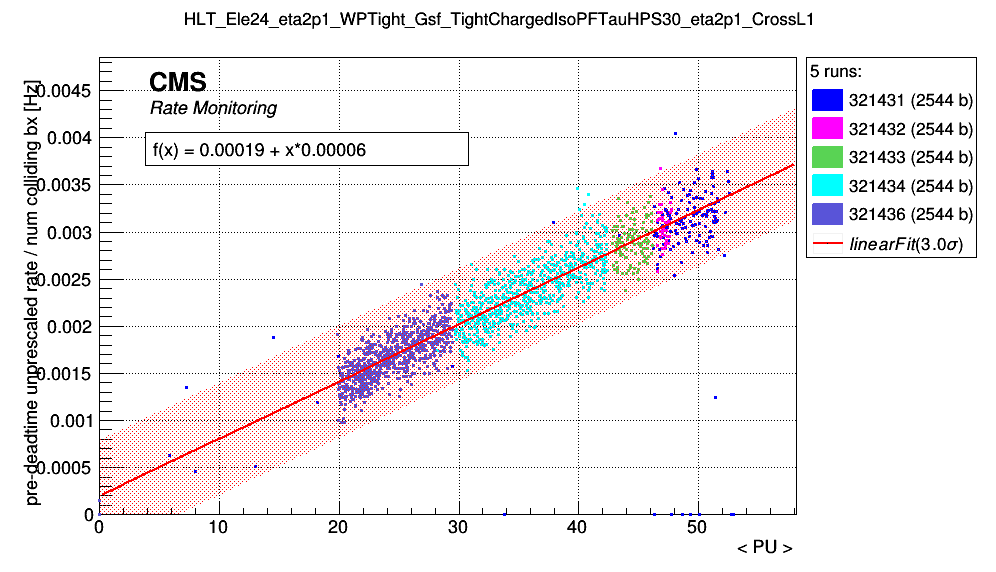 HLT_Ele24_eta2p1_WPTight_Gsf_TightChargedIsoPFTauHPS30_eta2p1_CrossL1
pre-deadtime unprescaled rate / num colliding bx [Hz]
CMS
Rate Monitoring
f(x) = 0.00019 + x*0.00006
0.0045
0.004
0.0035
0.003
0.0025
0.002
0.0015
0.001
0.0005
0
0 10 20 30 40 50
< PU >
5 runs:
321431 (2544 b)
321432 (2544 b)
321433 (2544 b)
321434 (2544 b)
321436 (2544 b)
linearFit(3.0σ)